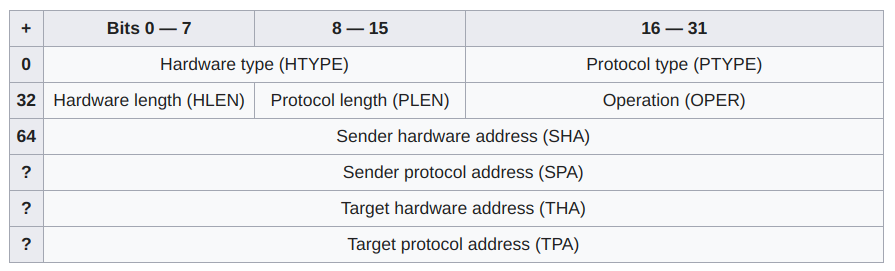 + Bits 0 — 7 8 — 15 16 — 31
0 Hardware type (HTYPE) Protocol type (PTYPE)
32 Hardware length (HLEN) Protocol length (PLEN) Operation (OPER)
64 Sender hardware address (SHA)
? Sender protocol address (SPA)
? Target hardware address (THA)
? Target protocol address (TPA)